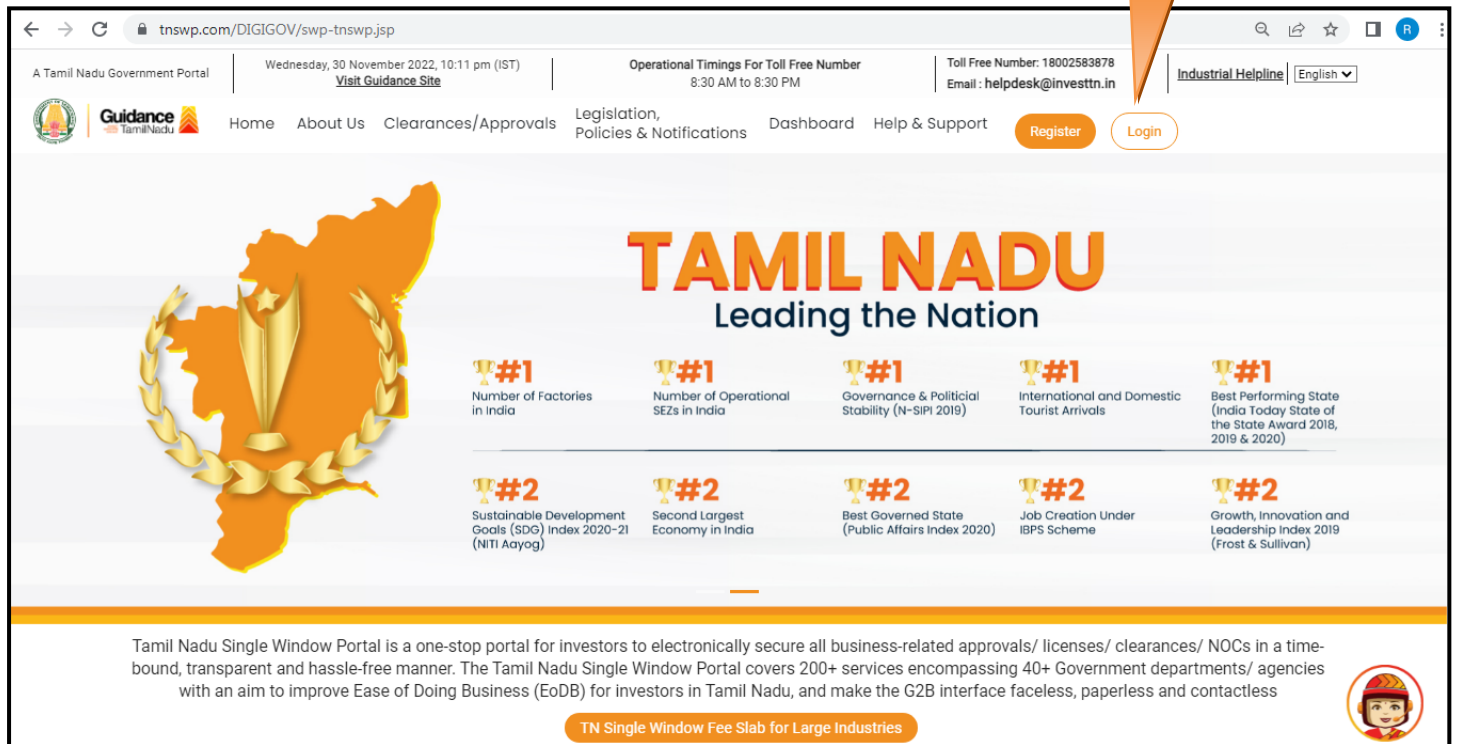 tnswp.com/DIGIGOV/swp-tnswp.jsp
R
A Tamil Nadu Government Portal
Wednesday, 30 November 2022, 10:11 pm (IST)
Visit Guidance Site
Operational Timings For Toll Free Number
8:30 AM to 8:30 PM
Toll Free Number: 18002583878
Email : helpdesk@investtn.in
Industrial Helpline
English
Guidance
TamilNadu
Home
About Us
Clearances/Approvals
Legislation,
Policies & Notifications
Dashboard
Help & Support
Register
Login
TAMIL NADU
Leading the Nation
#1
Number of Factories
in India
#1
Number of Operational
SEZs in India
#1
Governance & Politicial
Stability (N-SIPI 2019)
#1
International and Domestic
Tourist Arrivals
#1
Best Performing State
(India Today State of
the State Award 2018,
2019 & 2020)
#2
Sustainable Development
Goals (SDG) Index 2020-21
(NITI Aayog)
#2
Second Largest
Economy in India
#2
Best Governed State
(Public Affairs Index 2020)
#2
Job Creation Under
IBPS Scheme
#2
Growth, Innovation and
Leadership Index 2019
(Frost & Sullivan)
Tamil Nadu Single Window Portal is a one-stop portal for investors to electronically secure all business-related approvals/ licenses/ clearances/ NOCs in a time-
bound, transparent and hassle-free manner. The Tamil Nadu Single Window Portal covers 200+ services encompassing 40+ Government departments/ agencies
with an aim to improve Ease of Doing Business (EoDB) for investors in Tamil Nadu, and make the G2B interface faceless, paperless and contactless
TN Single Window Fee Slab for Large Industries